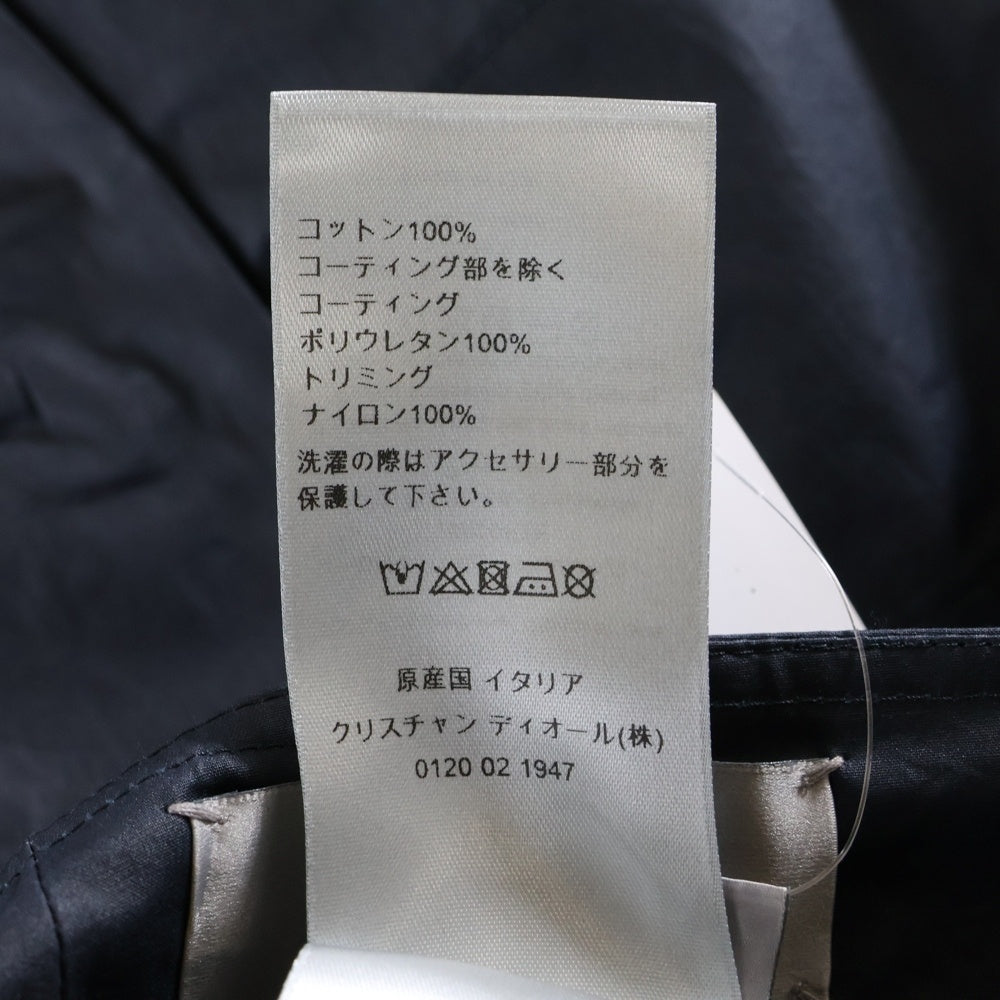 コットン100%
コーティング部を除く
コーティング
ポリウレタン100%
トリミング
ナイロン100%
洗濯の際はアクセサリー部分を
保護して下さい。
原産国 イタリア
クリスチャン ディオール(株)
0120 02 1947